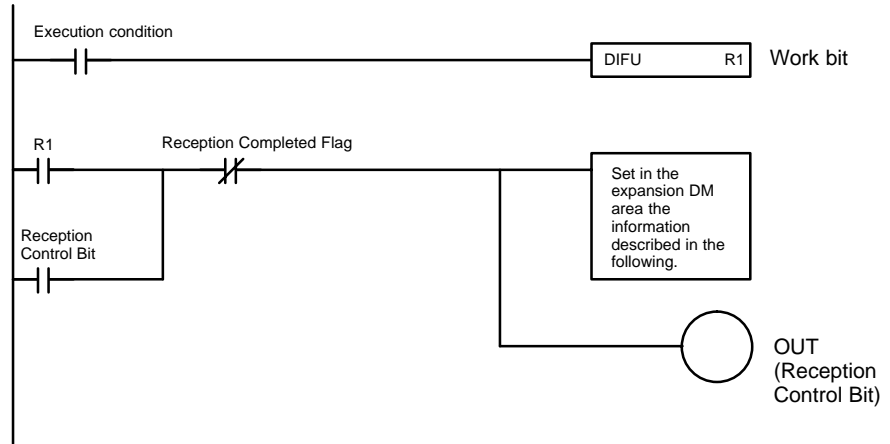 Execution condition
DIFU R1
Work bit
R1
Reception Completed Flag
Set in the
expansion DM
area the
information
described in the
following.
Reception
Control Bit
OUT
(Reception
Control Bit)